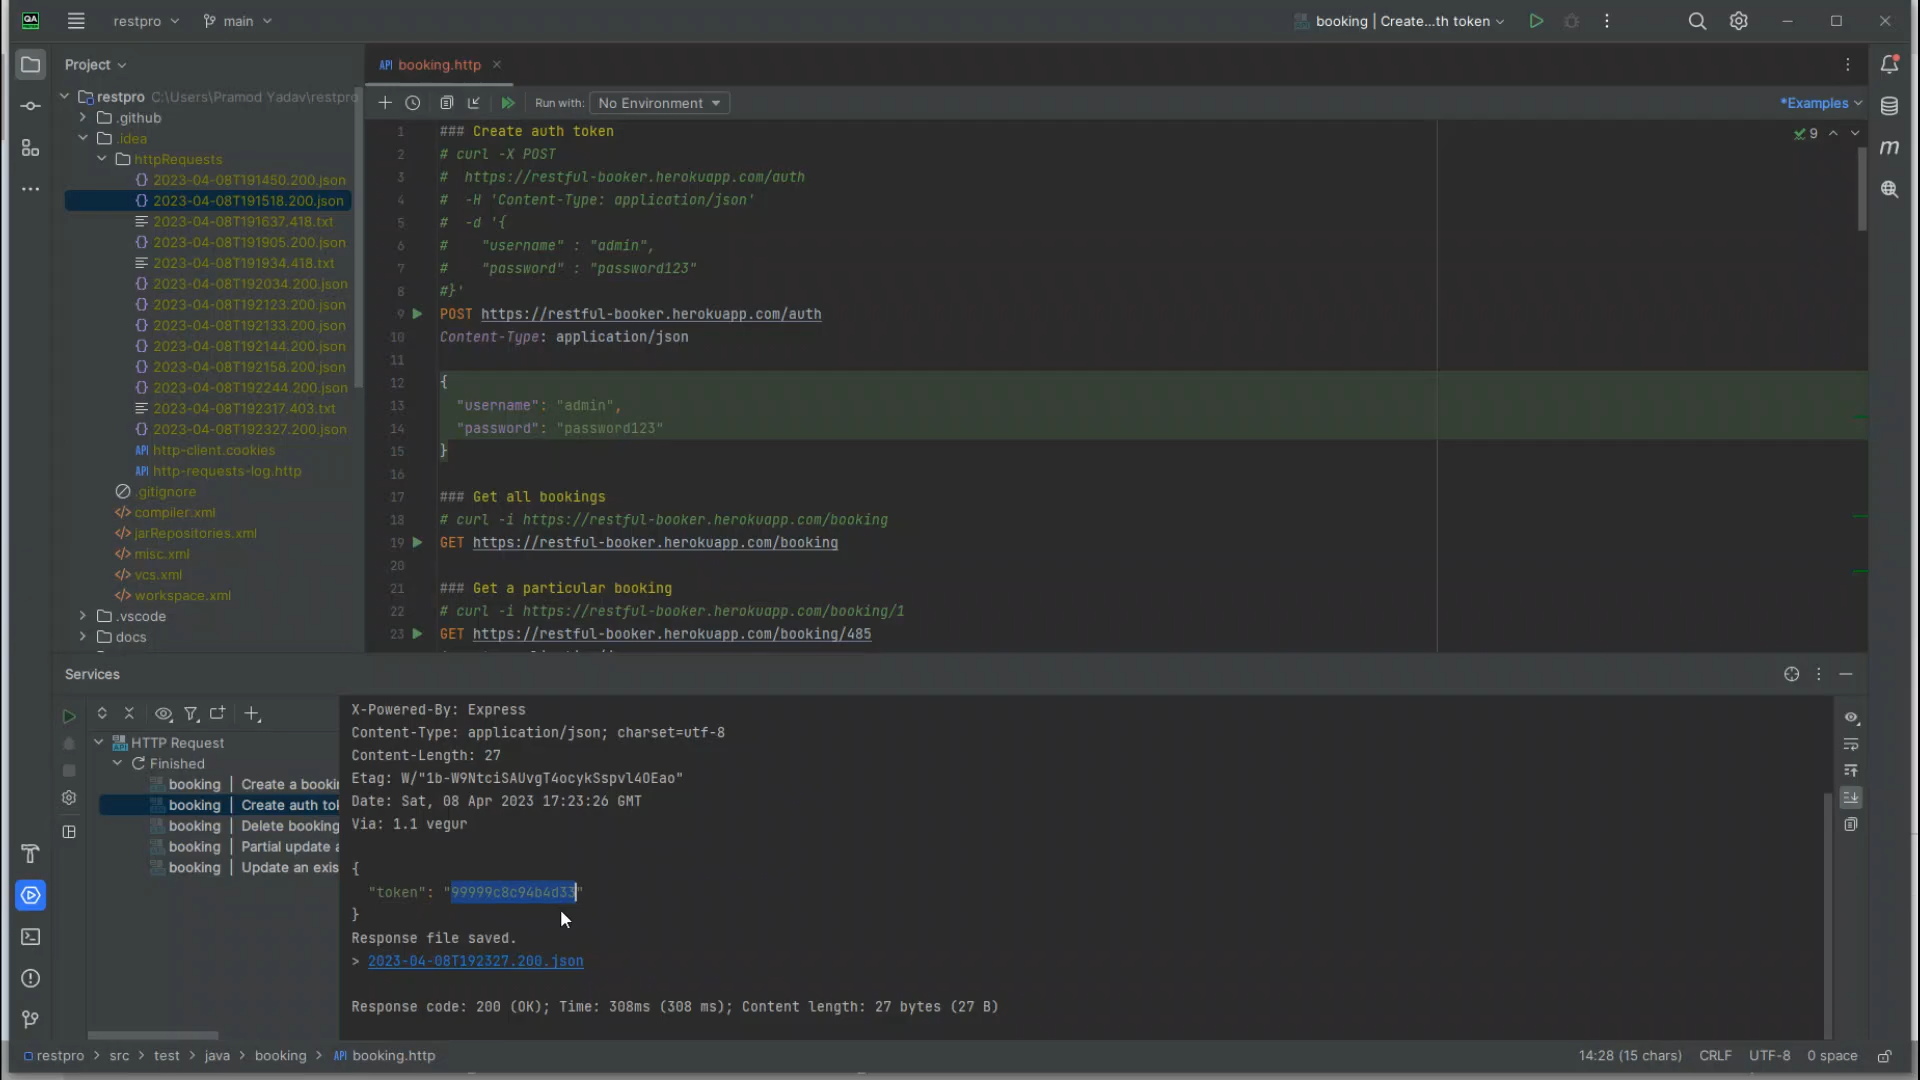 QA
restpro
main
booking | Create...th token
Project
API booking.http
restpro C:\Users\Pramod Yadav\restpro
.github
.idea
httpRequests
2023-04-08T191450.200.json
2023-04-08T191518.200.json
2023-04-08T191637.418.txt
2023-04-08T191905.200.json
2023-04-08T191934.418.txt
2023-04-08T192034.200.json
2023-04-08T192123.200.json
2023-04-08T192133.200.json
2023-04-08T192144.200.json
2023-04-08T192158.200.json
2023-04-08T192244.200.json
2023-04-08T192317.403.txt
2023-04-08T192327.200.json
API http-client.cookies
API http-requests-log.http
.gitignore
compiler.xml
jarRepositories.xml
misc.xml
vcs.xml
workspace.xml
.vscode
docs
Run with: No Environment
*Examples
9
1 ### Create auth token
2 # curl -X POST
3 #  https://restful-booker.herokuapp.com/auth
4 #  -H 'Content-Type: application/json'
5 #  -d '{
6 #    "username" : "admin",
7 #    "password" : "password123"
8 #}'
9 POST https://restful-booker.herokuapp.com/auth
10 Content-Type: application/json
11
12 {
13   "username": "admin",
14   "password": "password123"
15 }
16
17 ### Get all bookings
18 # curl -i https://restful-booker.herokuapp.com/booking
19 GET https://restful-booker.herokuapp.com/booking
20
21 ### Get a particular booking
22 # curl -i https://restful-booker.herokuapp.com/booking/1
23 GET https://restful-booker.herokuapp.com/booking/485
m
Services
HTTP Request
Finished
booking | Create a bookin
booking | Create auth tok
booking | Delete booking
booking | Partial update a
booking | Update an exis
X-Powered-By: Express
Content-Type: application/json; charset=utf-8
Content-Length: 27
Etag: W/"1b-W9NtciSAUvgT4ocykSspvl4OEao"
Date: Sat, 08 Apr 2023 17:23:26 GMT
Via: 1.1 vegur
{
  "token": "99999c8c94b4d33"
}
Response file saved.
> 2023-04-08T192327.200.json
Response code: 200 (OK); Time: 308ms (308 ms); Content length: 27 bytes (27 B)
restpro > src > test > java > booking > API booking.http
14:28 (15 chars) CRLF UTF-8 0 space